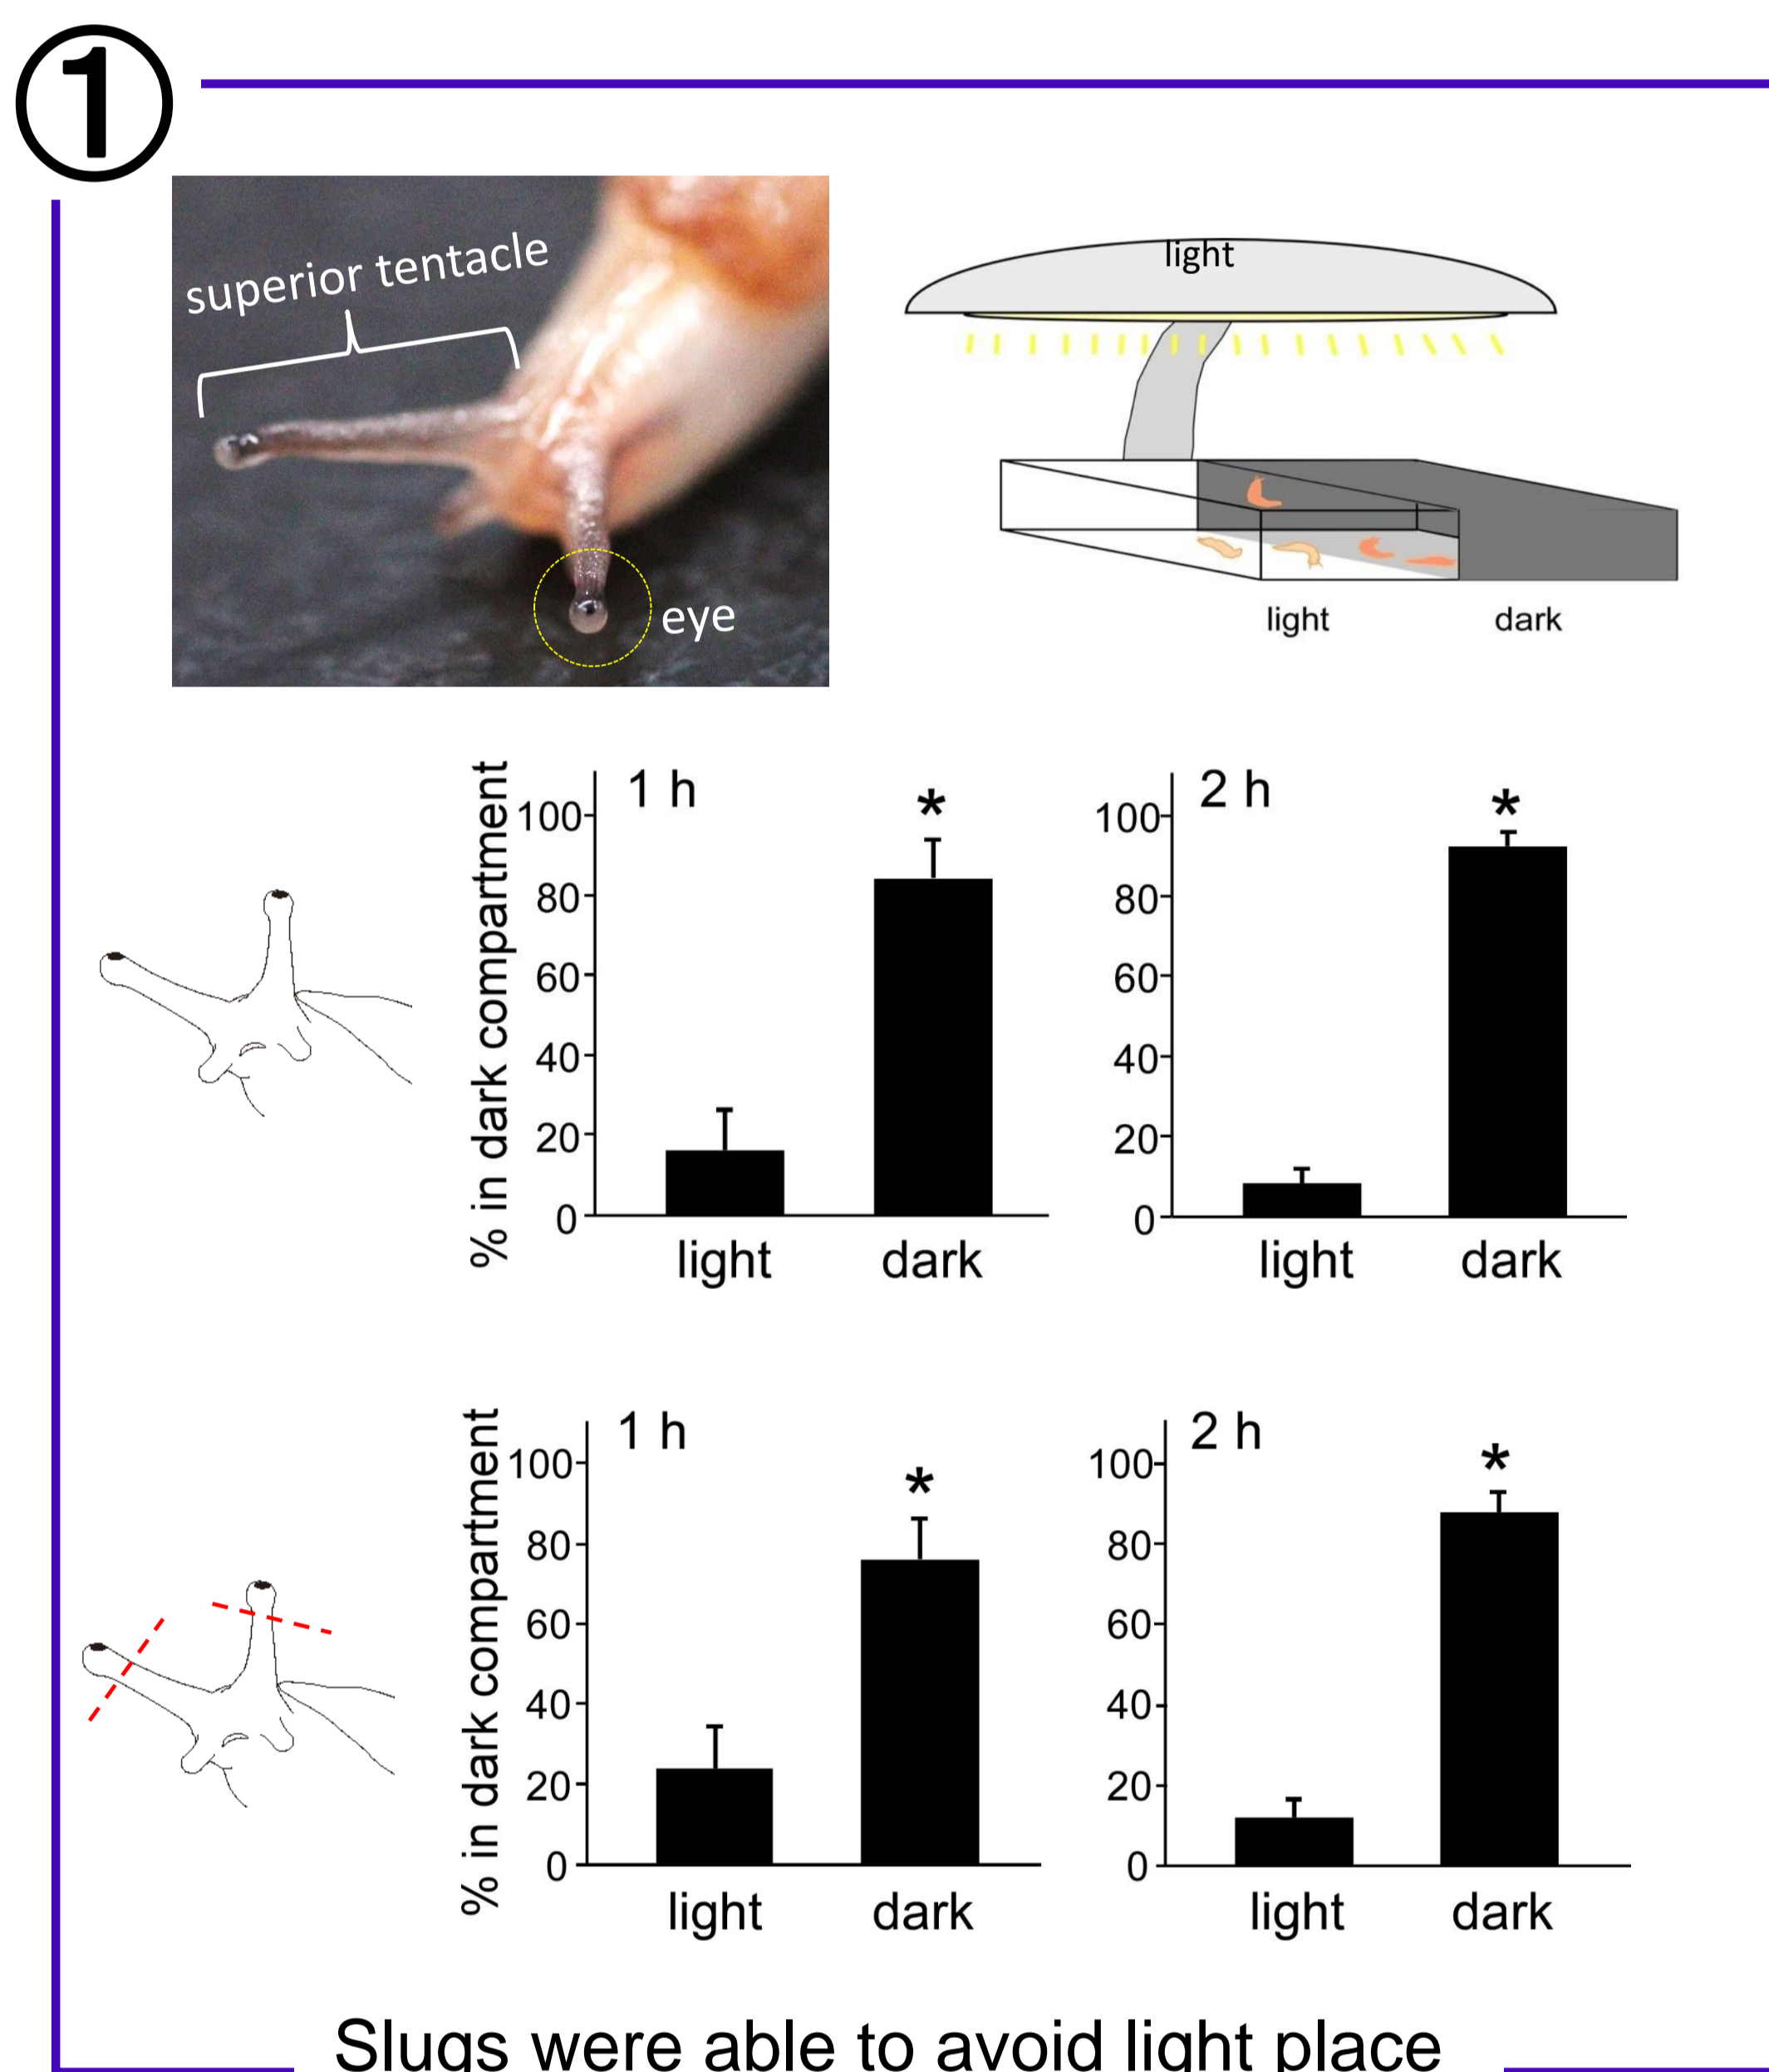 ①
superior tentacle
eye
light
light dark
% in dark compartment
1 h
100
80
60
40
20
0
light dark
*
2 h
100
80
60
40
20
0
light dark
*
% in dark compartment
1 h
100
80
60
40
20
0
light dark
*
2 h
100
80
60
40
20
0
light dark
*
Slugs were able to avoid light place